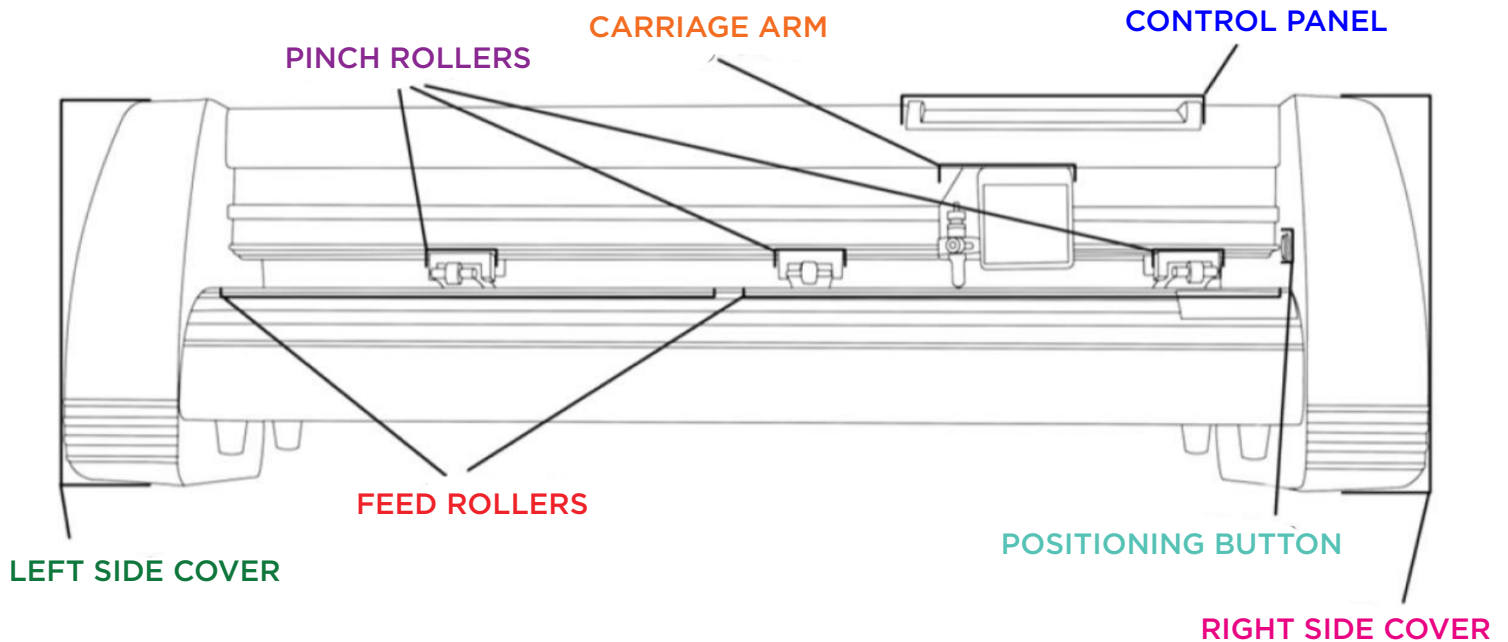 CONTROL PANEL
CARRIAGE ARM
PINCH ROLLERS
FEED ROLLERS
POSITIONING BUTTON
LEFT SIDE COVER
RIGHT SIDE COVER